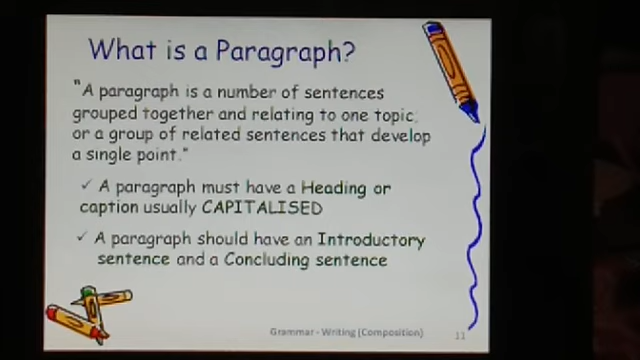 What is a Paragraph?
"A paragraph is a number of sentences
grouped together and relating to one topic,
or a group of related sentences that develop
a single point."
✓ A paragraph must have a Heading or
caption usually CAPITALISED
✓ A paragraph should have an Introductory
sentence and a Concluding sentence
Grammar - Writing (Composition)
11